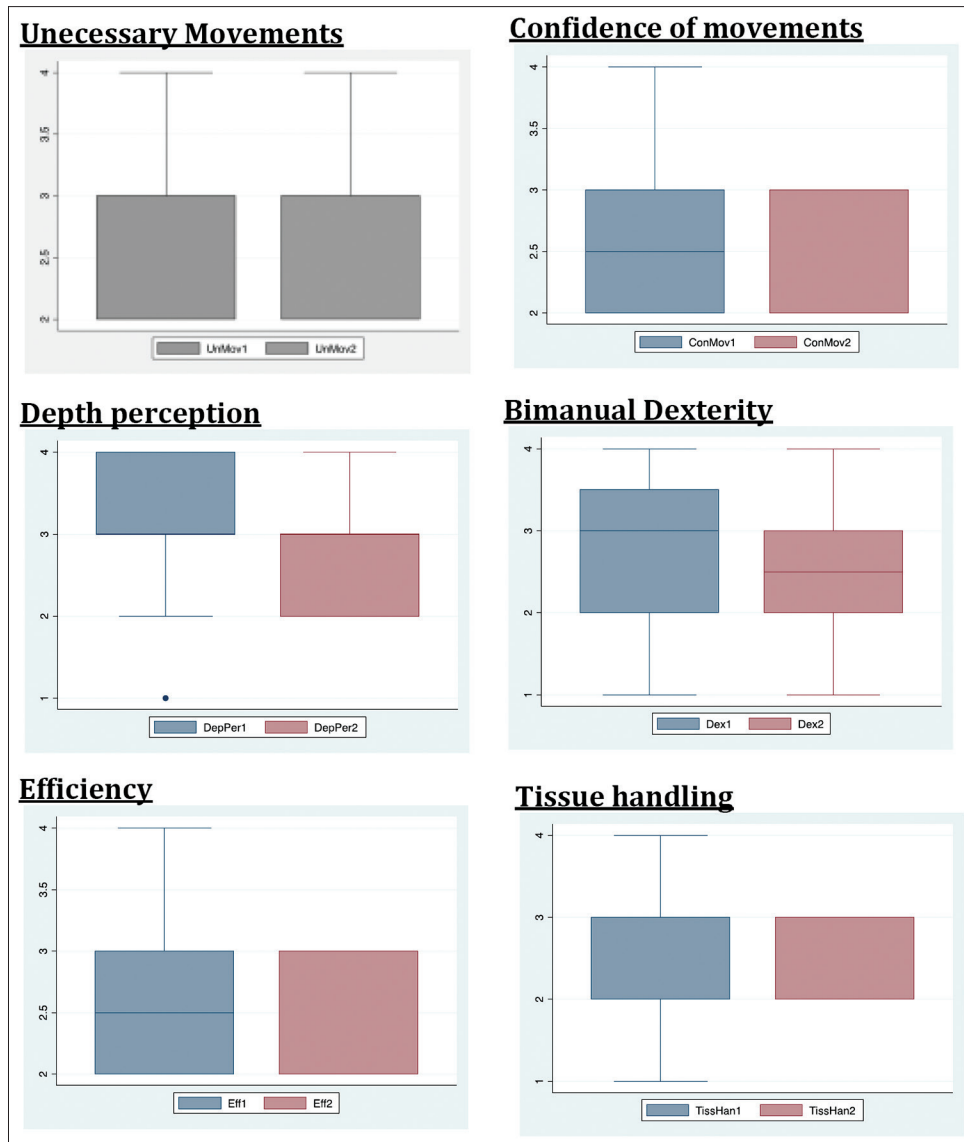 Unecessary Movements
4
3.5
3
2.5
2
UnMov1 UnMov2
Confidence of movements
4
3.5
3
2.5
2
ConMov1 ConMov2
Depth perception
4
3
2
1
DepPer1 DepPer2
Bimanual Dexterity
4
3
2
1
Dex1 Dex2
Efficiency
4
3.5
3
2.5
2
Eff1 Eff2
Tissue handling
4
3
2
1
TissHan1 TissHan2